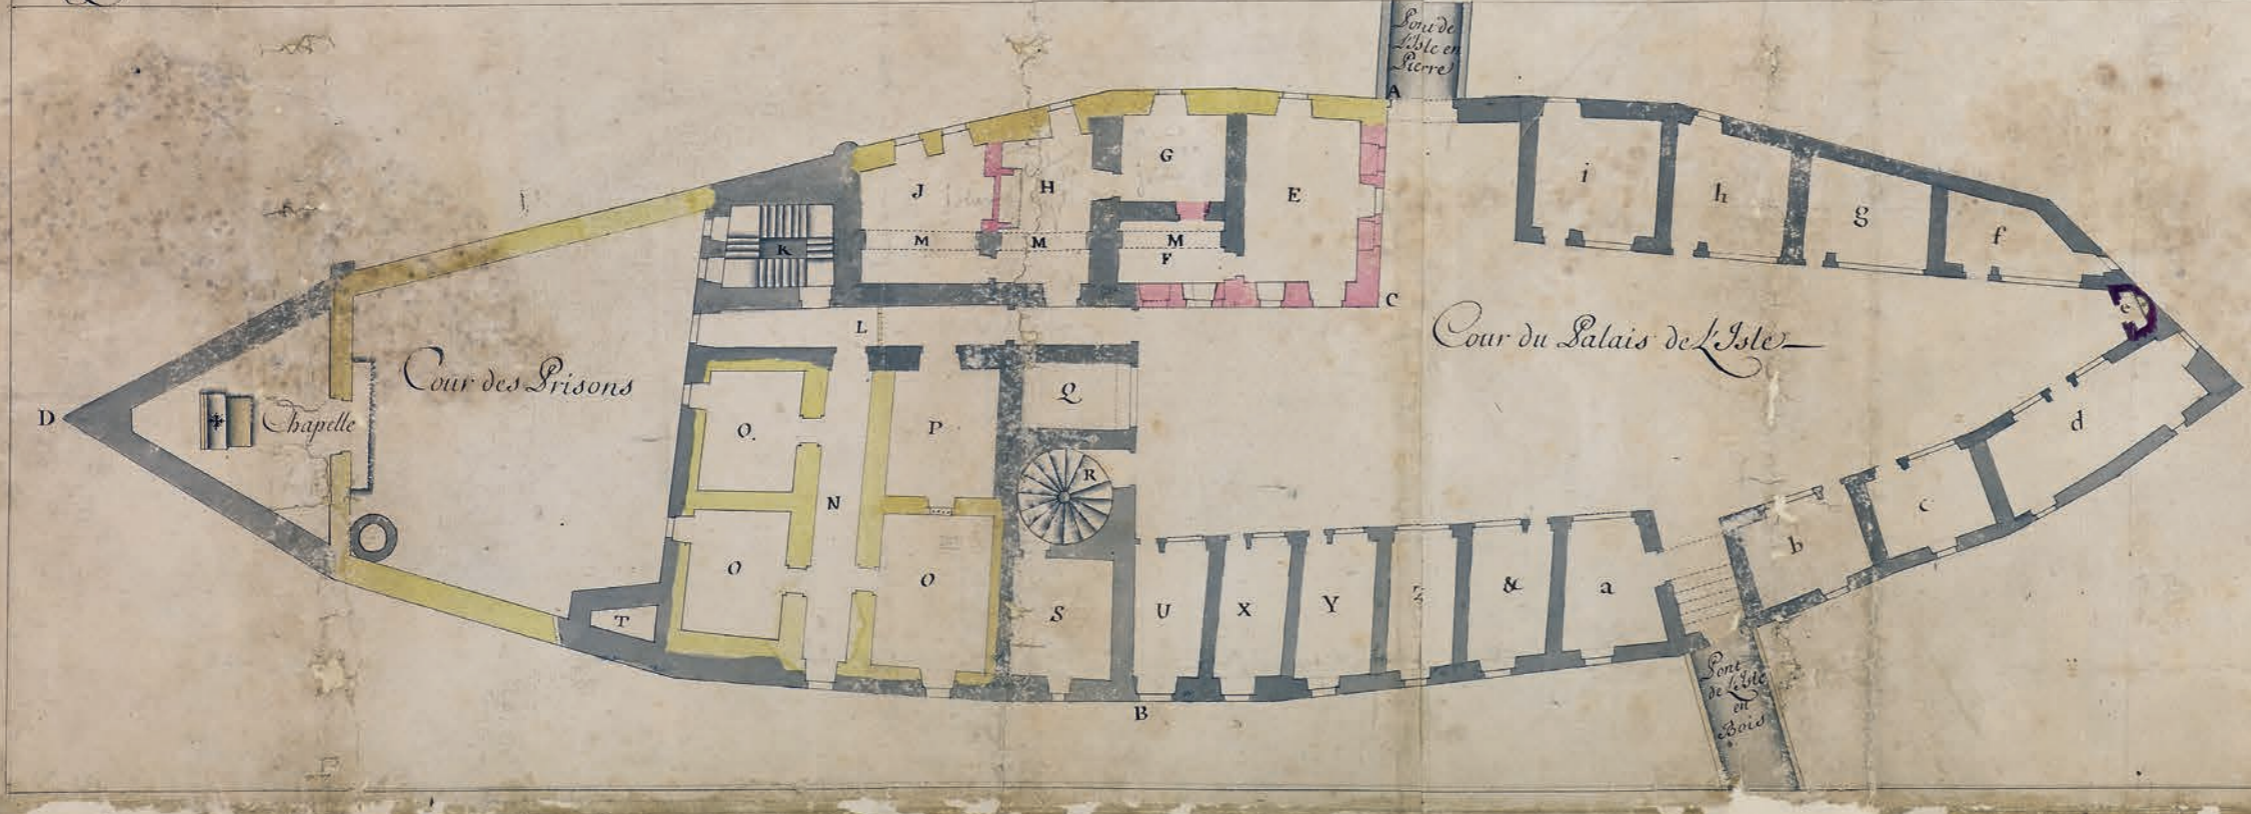 Pont de
L'Isle en
Pierre
A
G
J
H
E
i
h
g
f
M
M
M
K
F
C
e
L
Cour du Palais de L'Isle
Cour des Prisons
D
Chapelle
Q
O.
P
d
R
N
c
b
O
O
&
a
T
S
U
X
Y
Z
B
Pont
de L'Isle
en
Bois